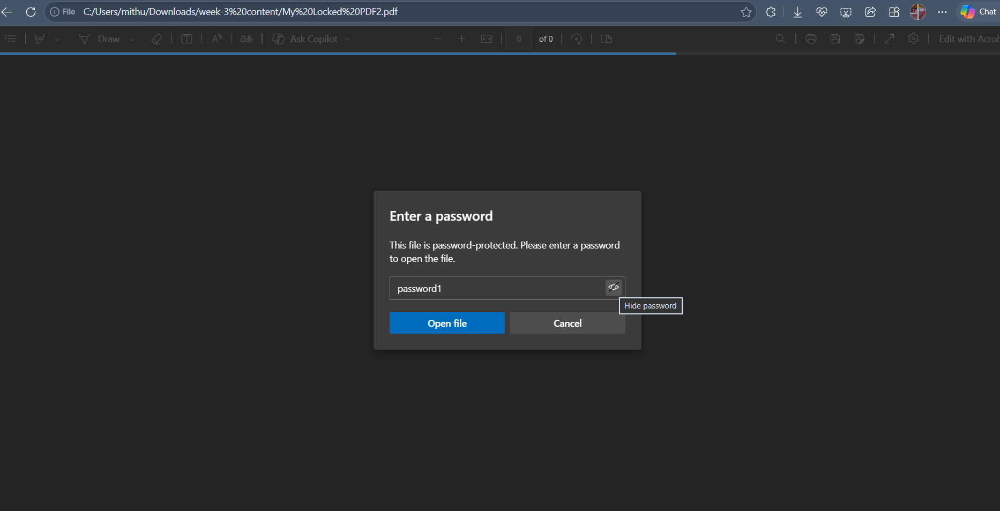 File C:/Users/mithu/Downloads/week-3%20content/My%20Locked%20PDF2.pdf
Chat
Draw
aあ
Ask Copilot
0 of 0
Edit with Acrob
Enter a password
This file is password-protected. Please enter a password
to open the file.
password1
Hide password
Open file
Cancel